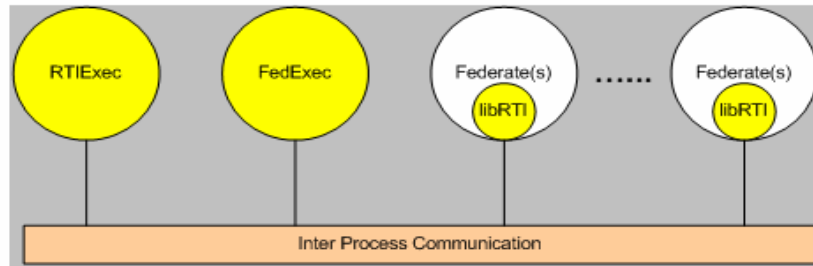 RTIExec
FedExec
Federate(s)
libRTI
......
Federate(s)
libRTI
Inter Process Communication